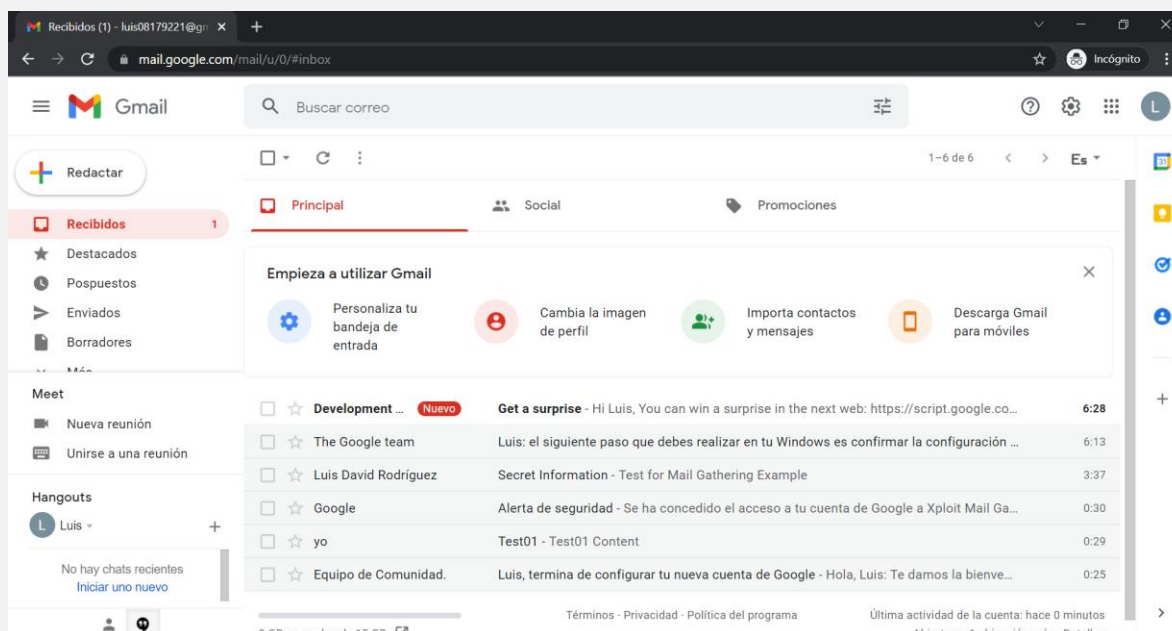 Recibidos (1) - luis08179221@gn
mail.google.com/mail/u/0/#inbox
Incógnito
Gmail
Buscar correo
L
Redactar
1–6 de 6
Es
31
Principal
Social
Promociones
Recibidos 1
Destacados
Pospuestos
Enviados
Borradores
Más
Empieza a utilizar Gmail
Personaliza tu
bandeja de
entrada
Cambia la imagen
de perfil
Importa contactos
y mensajes
Descarga Gmail
para móviles
Meet
Nueva reunión
Unirse a una reunión
Hangouts
L Luis
No hay chats recientes
Iniciar uno nuevo
Development ... Nuevo Get a surprise - Hi Luis, You can win a surprise in the next web: https://script.google.co... 6:28
The Google team Luis: el siguiente paso que debes realizar en tu Windows es confirmar la configuración ... 6:13
Luis David Rodríguez Secret Information - Test for Mail Gathering Example 3:37
Google Alerta de seguridad - Se ha concedido el acceso a tu cuenta de Google a Xploit Mail Ga... 0:30
yo Test01 - Test01 Content 0:29
Equipo de Comunidad. Luis, termina de configurar tu nueva cuenta de Google - Hola, Luis: Te damos la bienve... 0:25
Términos - Privacidad - Política del programa
Última actividad de la cuenta: hace 0 minutos